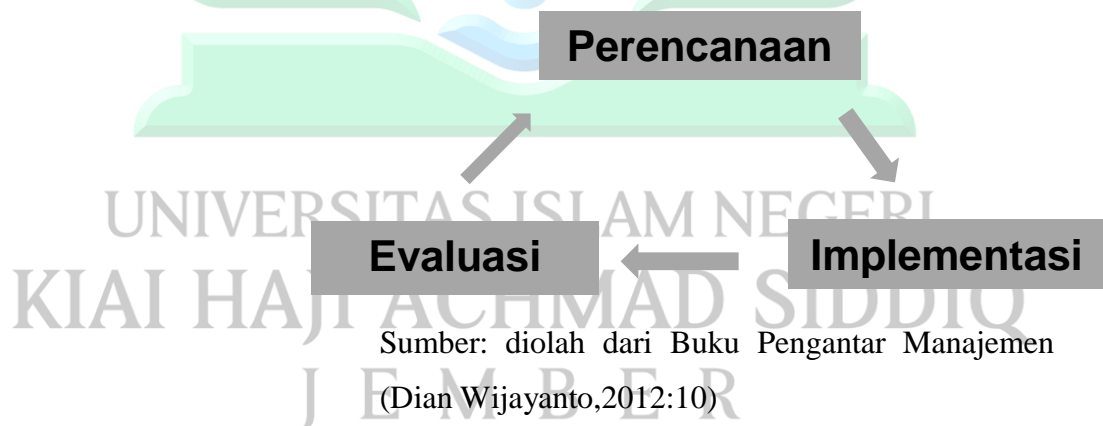 Perencanaan
UNIVERSITAS ISLAM NEGERI
Evaluasi
Implementasi
KIAI HAJI ACHMAD SIDDIQ
Sumber: diolah dari Buku Pengantar Manajemen
(Dian Wijayanto,2012:10)
J E M B E R